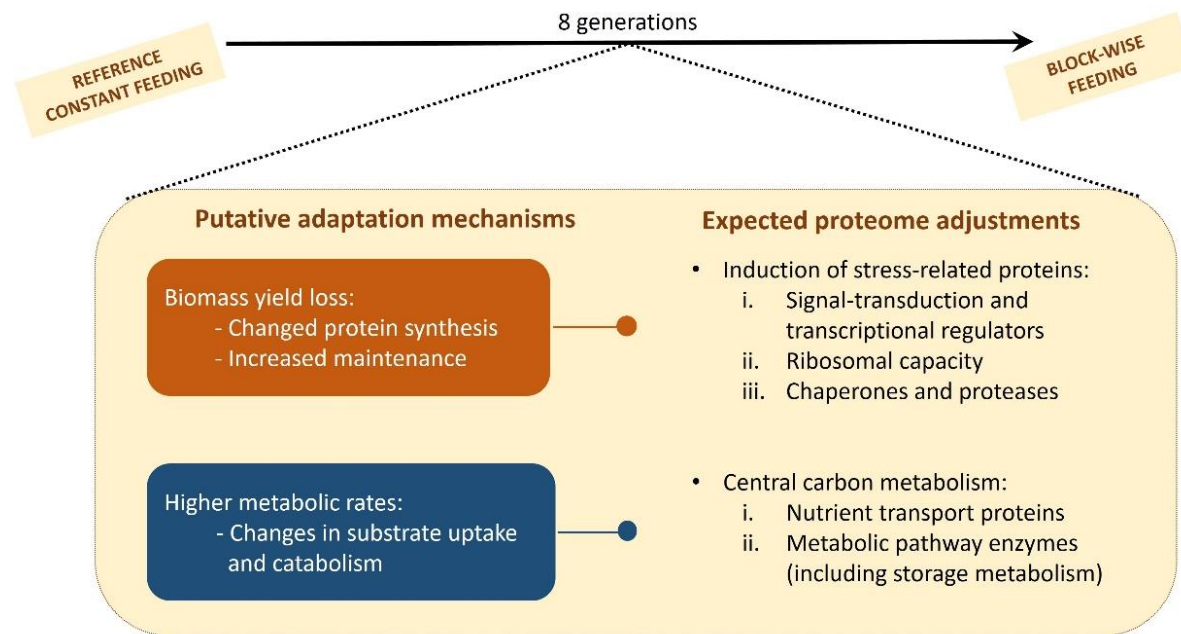 8 generations
REFERENCE
CONSTANT FEEDING
BLOCK-WISE
FEEDING
Putative adaptation mechanisms
Biomass yield loss:
- Changed protein synthesis
- Increased maintenance
Higher metabolic rates:
- Changes in substrate uptake
and catabolism
Expected proteome adjustments
• Induction of stress-related proteins:
i. Signal-transduction and
transcriptional regulators
ii. Ribosomal capacity
iii. Chaperones and proteases
• Central carbon metabolism:
i. Nutrient transport proteins
ii. Metabolic pathway enzymes
(including storage metabolism)